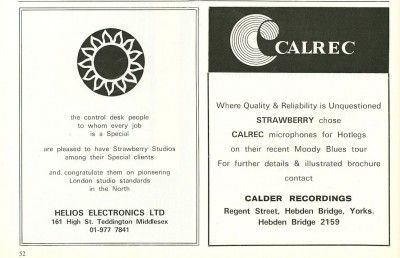 the control desk people
to whom every job
is a Special
are pleased to have Strawberry Studios
among their Special clients
and congratulate them on pioneering
London studio standards
in the North
HELIOS ELECTRONICS LTD
161 High St. Teddington Middlesex
01-977 7841
52
CALREC
Where Quality & Reliability is Unquestioned
STRAWBERRY chose
CALREC microphones for Hotlegs
on their recent Moody Blues tour
For further details & illustrated brochure
contact
CALDER RECORDINGS
Regent Street, Hebden Bridge, Yorks.
Hebden Bridge 2159